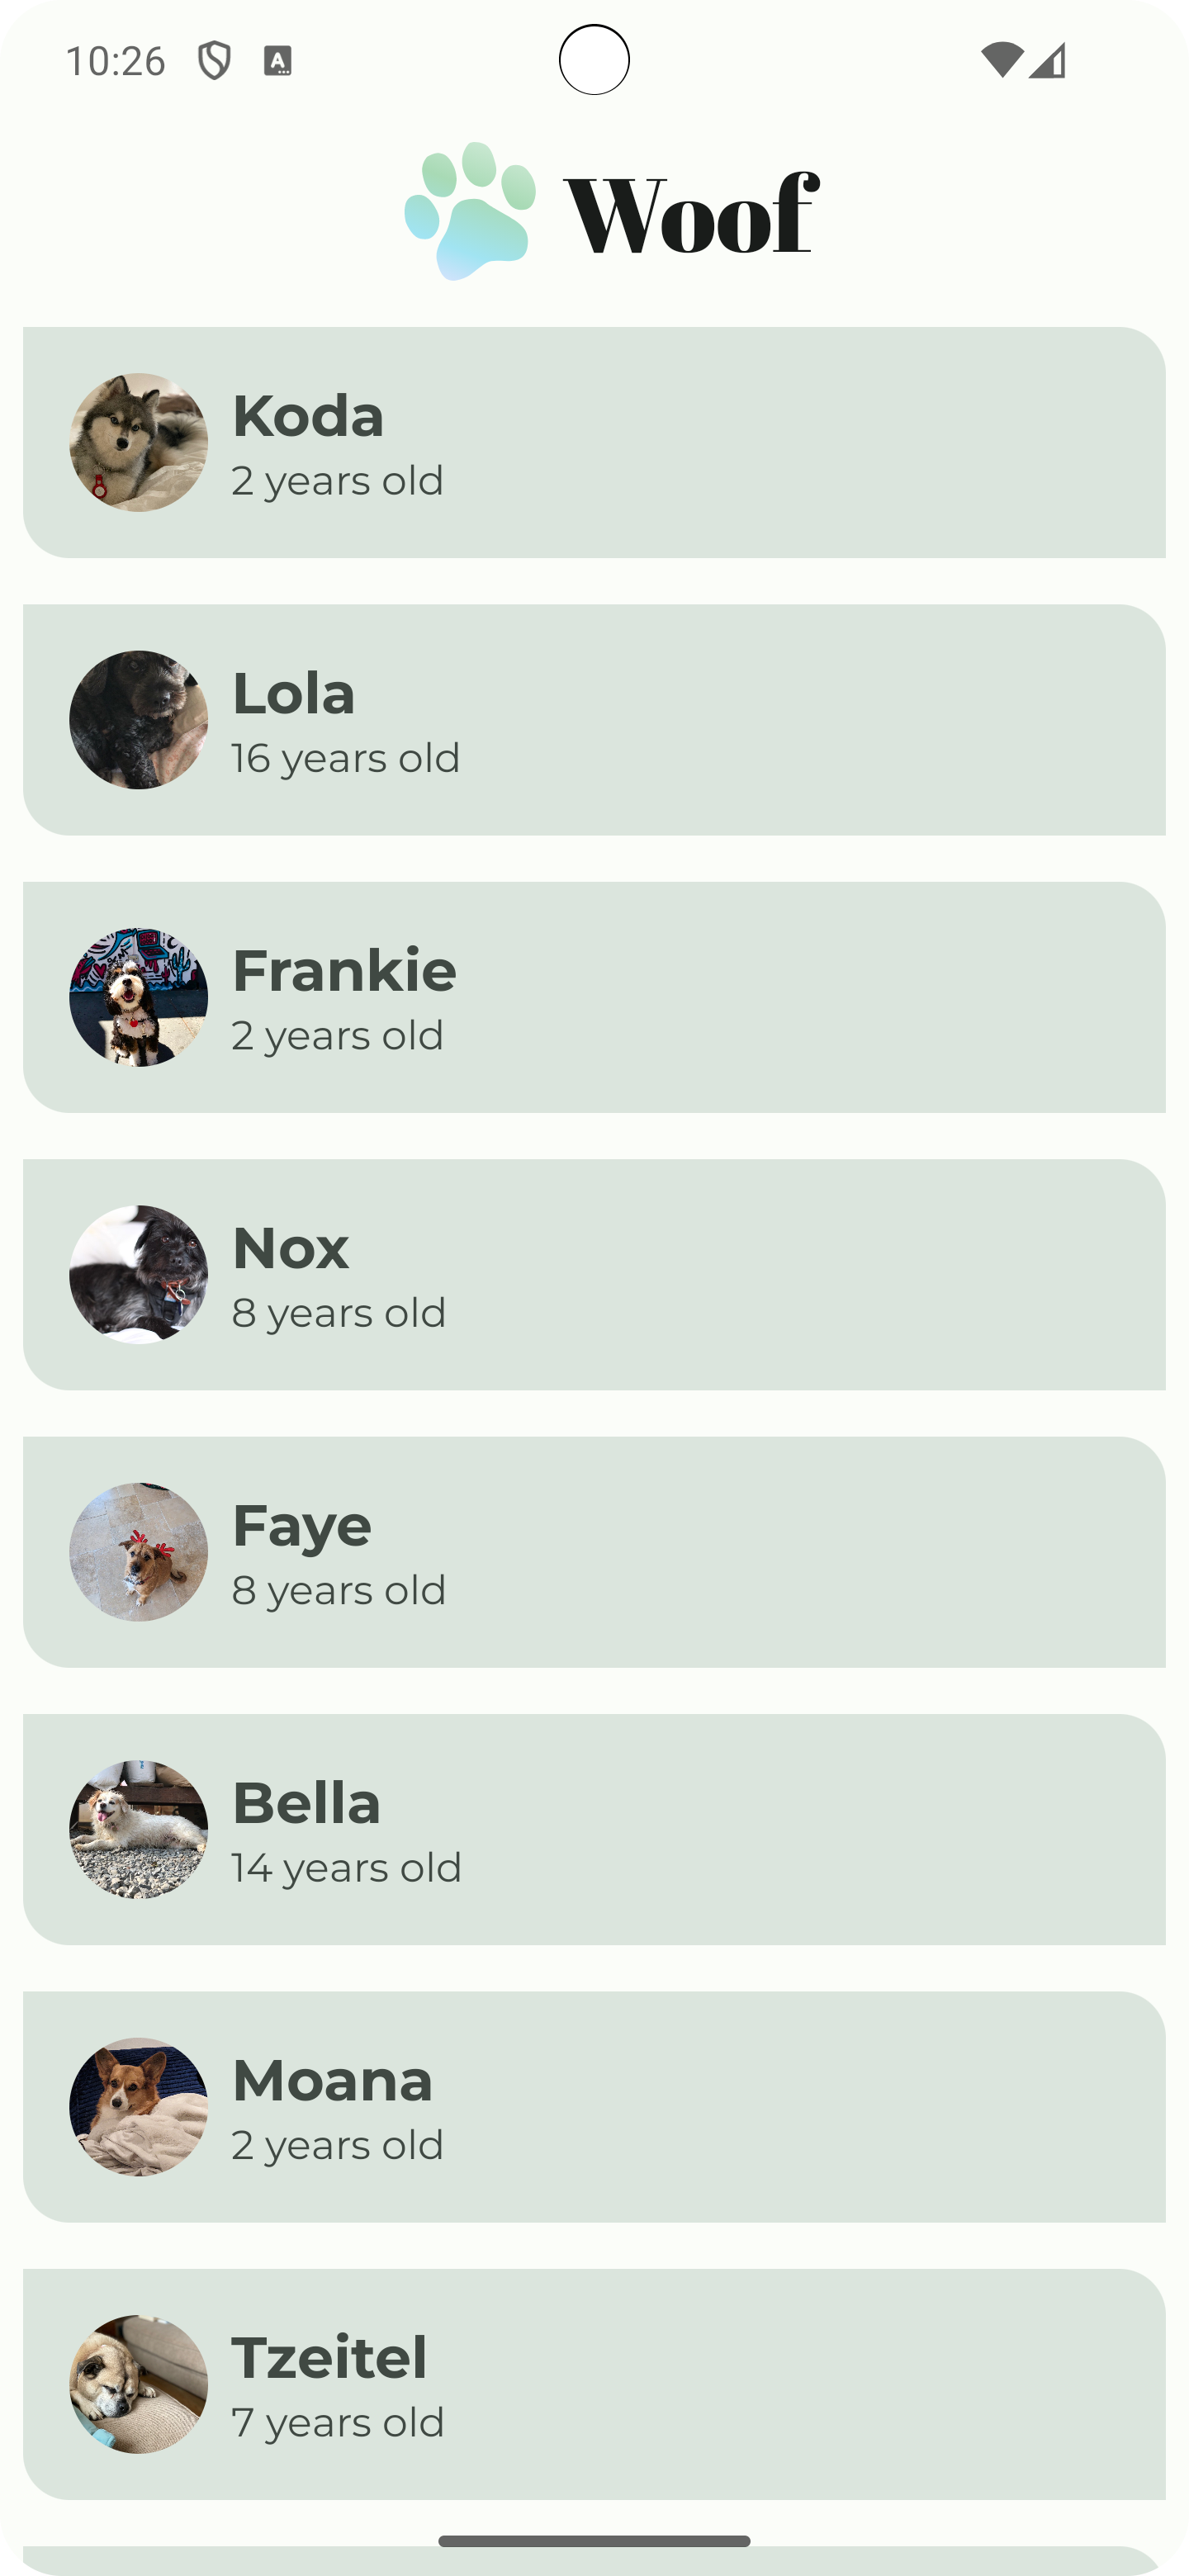 10:26
A
Woof
Koda
2 years old
Lola
16 years old
Frankie
2 years old
Nox
8 years old
Faye
8 years old
Bella
14 years old
Moana
2 years old
Tzeitel
7 years old